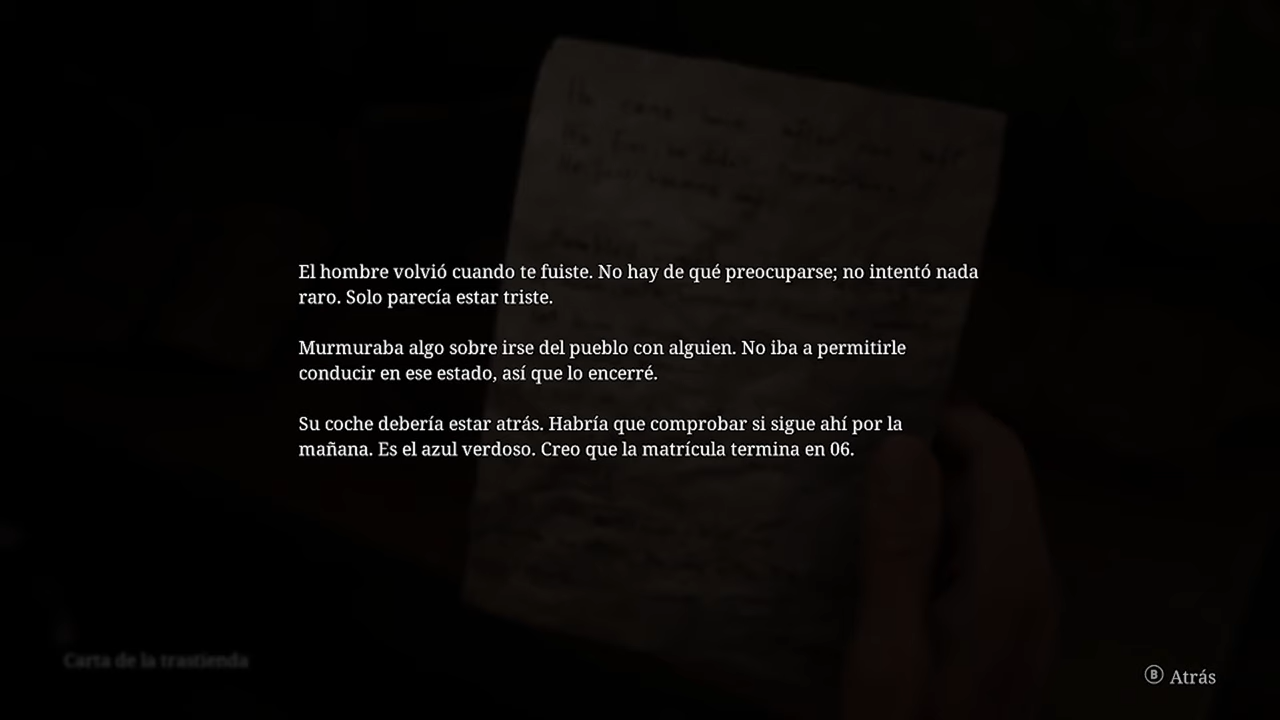 El hombre volvió cuando te fuiste. No hay de qué preocuparse; no intentó nada
raro. Solo parecía estar triste.
Murmuraba algo sobre irse del pueblo con alguien. No iba a permitirle
conducir en ese estado, así que lo encerré.
Su coche debería estar atrás. Habría que comprobar si sigue ahí por la
mañana. Es el azul verdoso. Creo que la matrícula termina en 06.
Carta de la trastienda
B Atrás